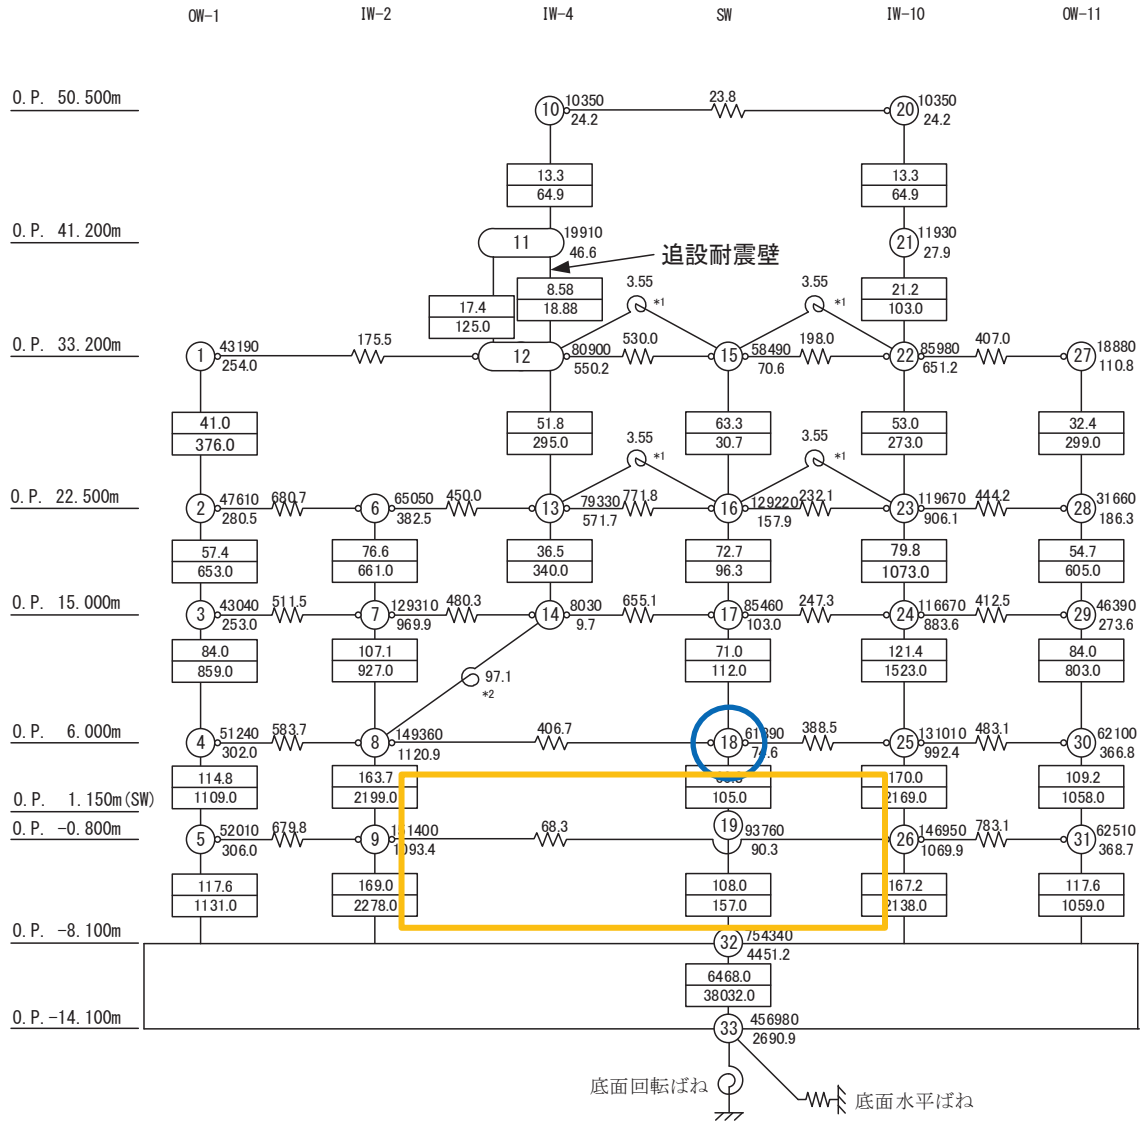 OW-1 IW-2 IW-4 SW IW-10 OW-11
O.P. 50.500m 10 10350 23.8 20 10350
24.2 24.2
13.3 13.3
64.9 64.9
O.P. 41.200m 11 19910 21 11930
46.6 27.9
追設耐震壁
8.58 3.55 3.55 21.2
17.4 18.88 *1 *1 103.0
125.0
O.P. 33.200m 1 43190 175.5 12 80900 530.0 15 58490 198.0 22 85980 407.0 27 18880
254.0 550.2 70.6 651.2 110.8
41.0 51.8 63.3 53.0 32.4
376.0 295.0 30.7 273.0 299.0
3.55 3.55
*1 *1
O.P. 22.500m 2 47610 680.7 6 65050 450.0 13 79330 771.8 16 129220 232.1 23 119670 444.2 28 31660
280.5 382.5 571.7 157.9 906.1 186.3
57.4 76.6 36.5 72.7 79.8 54.7
653.0 661.0 340.0 96.3 1073.0 605.0
O.P. 15.000m 3 43040 511.5 7 129310 480.3 14 8030 655.1 17 85460 247.3 24 116670 412.5 29 46390
253.0 969.9 9.7 103.0 883.6 273.6
84.0 107.1 71.0 121.4 84.0
859.0 927.0 112.0 1523.0 803.0
97.1
*2
O.P. 6.000m 4 51240 583.7 8 149360 406.7 18 388.5 25 131010 483.1 30 62100
302.0 1120.9 992.4 366.8
114.8 163.7 170.0 109.2
1109.0 2199.0 105.0 2169.0 1058.0
O.P. 1.150m(SW)
O.P. -0.800m 5 52010 679.8 9 151400 68.3 19 93760 26 146950 783.1 31 62510
306.0 1093.4 90.3 1069.9 368.7
117.6 169.0 108.0 167.2 117.6
1131.0 2278.0 157.0 2138.0 1059.0
O.P. -8.100m 32 754340
4451.2
6468.0
38032.0
O.P.-14.100m 33 456980
2690.9
底面回転ばね 底面水平ばね